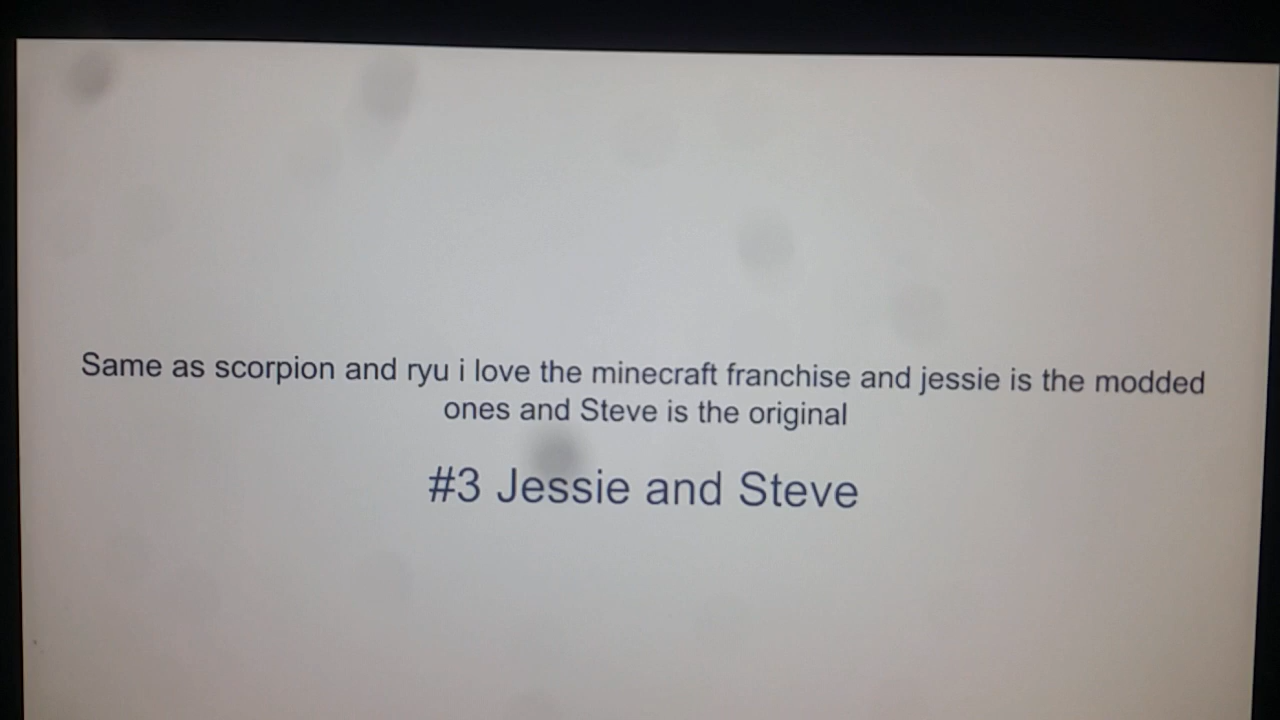 Same as scorpion and ryu i love the minecraft franchise and jessie is the modded
ones and Steve is the original
#3 Jessie and Steve